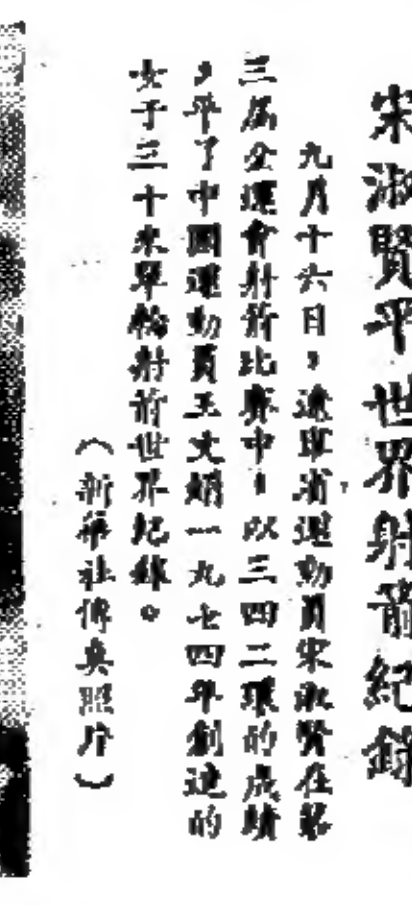 宋淑賢平世界射箭紀錄
九月十六日，遼寧省運動員宋淑賢在第
三屆全運會射箭比賽中，以三四二環的成績
，平了中國運動員王文娟一九七四年創造的
女子三十米單輪射箭世界紀錄。
（新華社傳真照片）